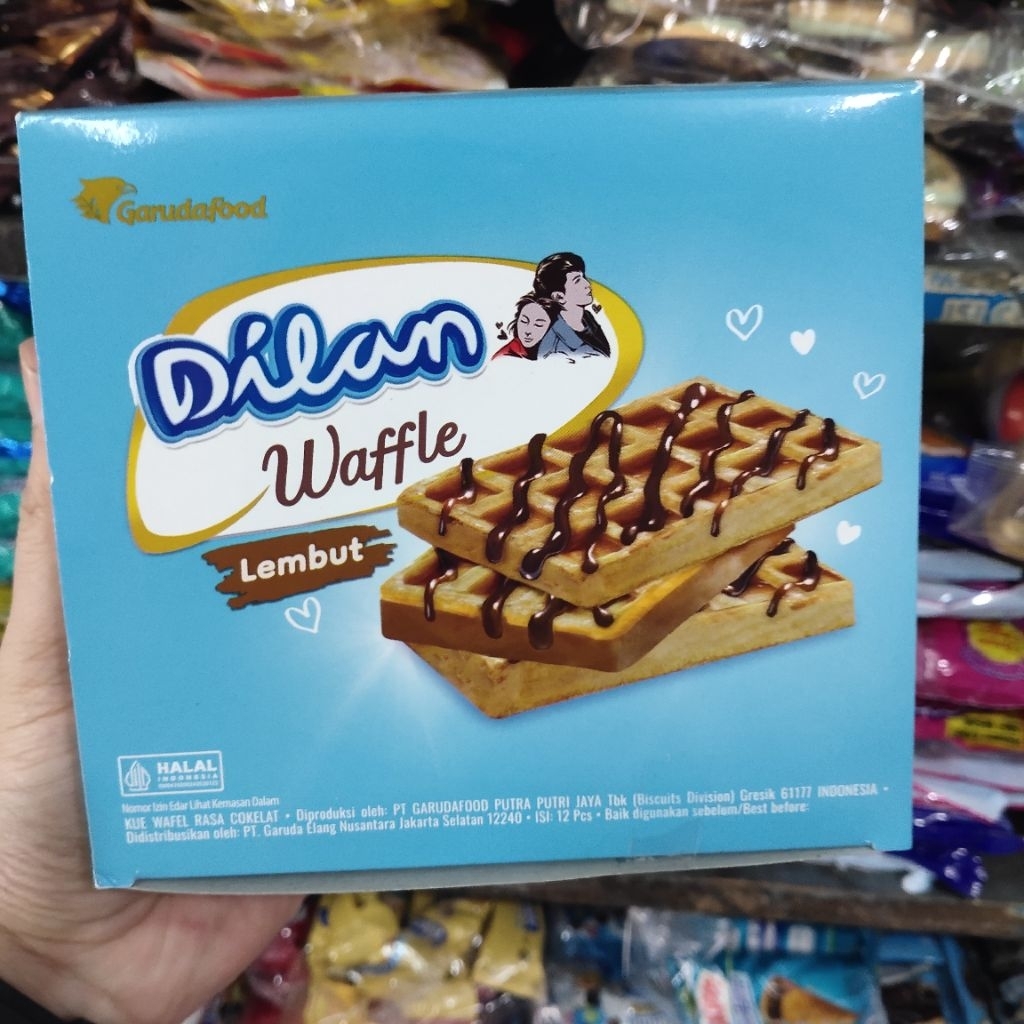 Garudafood
Dilan
Waffle
Lembut
HALAL
INDONESIA
Nomor Izin Edar Lihat Kemasan Dalam
KUE WAFEL RASA COKELAT • Diproduksi oleh: PT GARUDAFOOD PUTRA PUTRI JAYA Tbk (Biscuits Division) Gresik 61177 INDONESIA •
Didistribusikan oleh: PT. Garuda Elang Nusantara Jakarta Selatan 12240 • ISI: 12 Pcs • Baik digunakan sebelum/Best before: